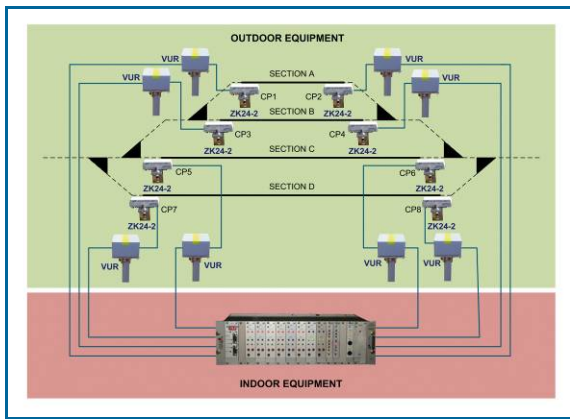 OUTDOOR EQUIPMENT
VUR
VUR
VUR
VUR
SECTION A
CP1
CP2
ZK24-2
ZK24-2
SECTION B
CP3
CP4
ZK24-2
ZK24-2
SECTION C
CP5
CP6
ZK24-2
ZK24-2
SECTION D
CP7
CP8
ZK24-2
ZK24-2
VUR
VUR
VUR
VUR
INDOOR EQUIPMENT